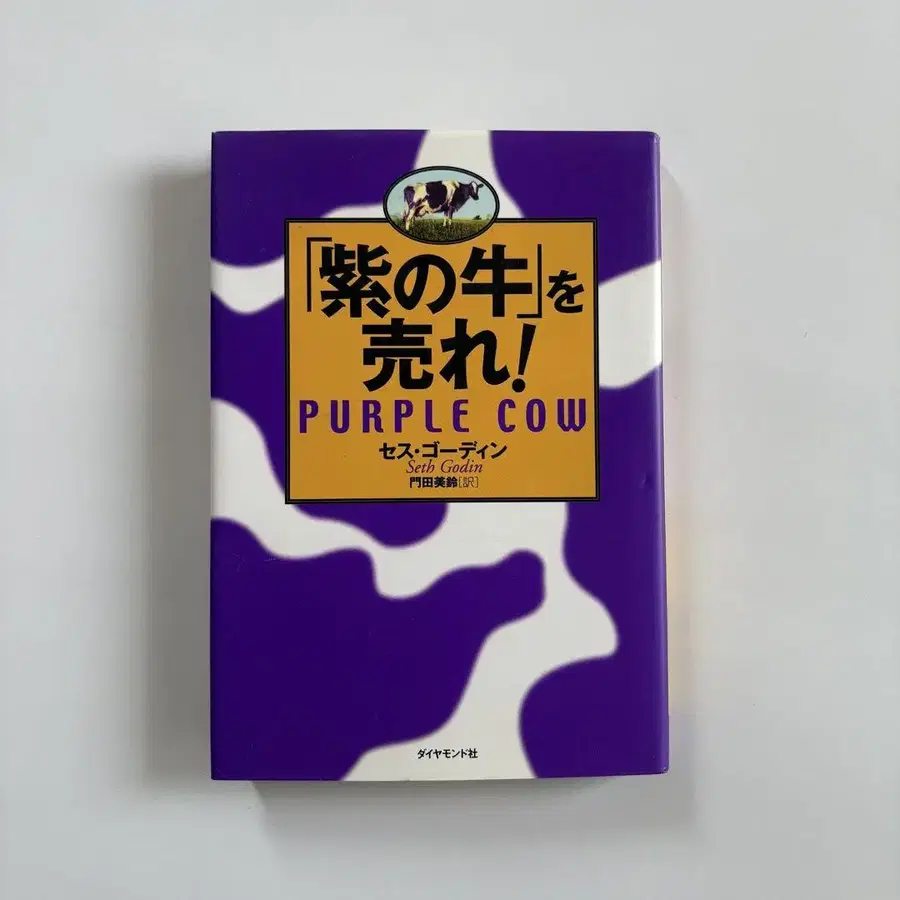 「紫の牛」を
売れ!
PURPLE COW
セス・ゴーディン
Seth Godin
門田美鈴[訳]
ダイヤモンド社